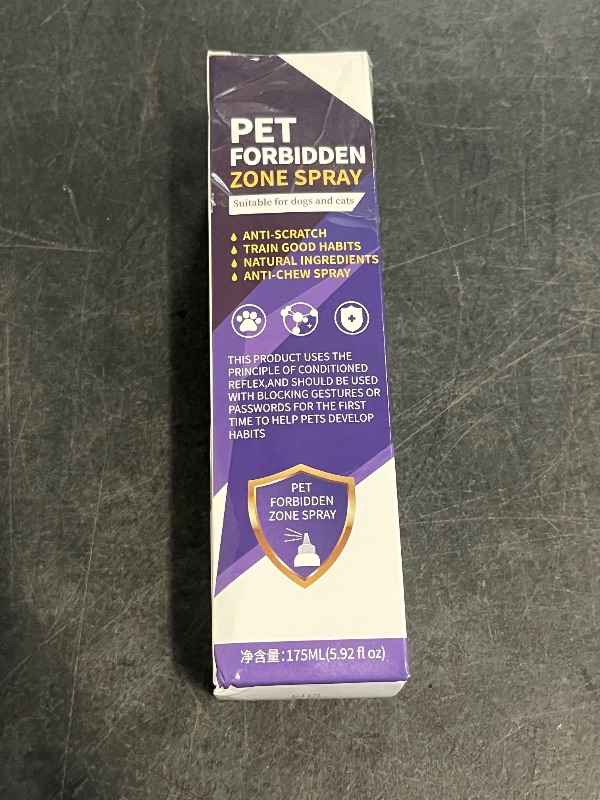 PET
FORBIDDEN
ZONE SPRAY
Suitable for dogs and cats
ANTI-SCRATCH
TRAIN GOOD HABITS
NATURAL INGREDIENTS
ANTI-CHEW SPRAY
THIS PRODUCT USES THE
PRINCIPLE OF CONDITIONED
REFLEX,AND SHOULD BE USED
WITH BLOCKING GESTURES OR
PASSWORDS FOR THE FIRST
TIME TO HELP PETS DEVELOP
HABITS
PET
FORBIDDEN
ZONE SPRAY
净含量:175ML(5.92 fl oz)